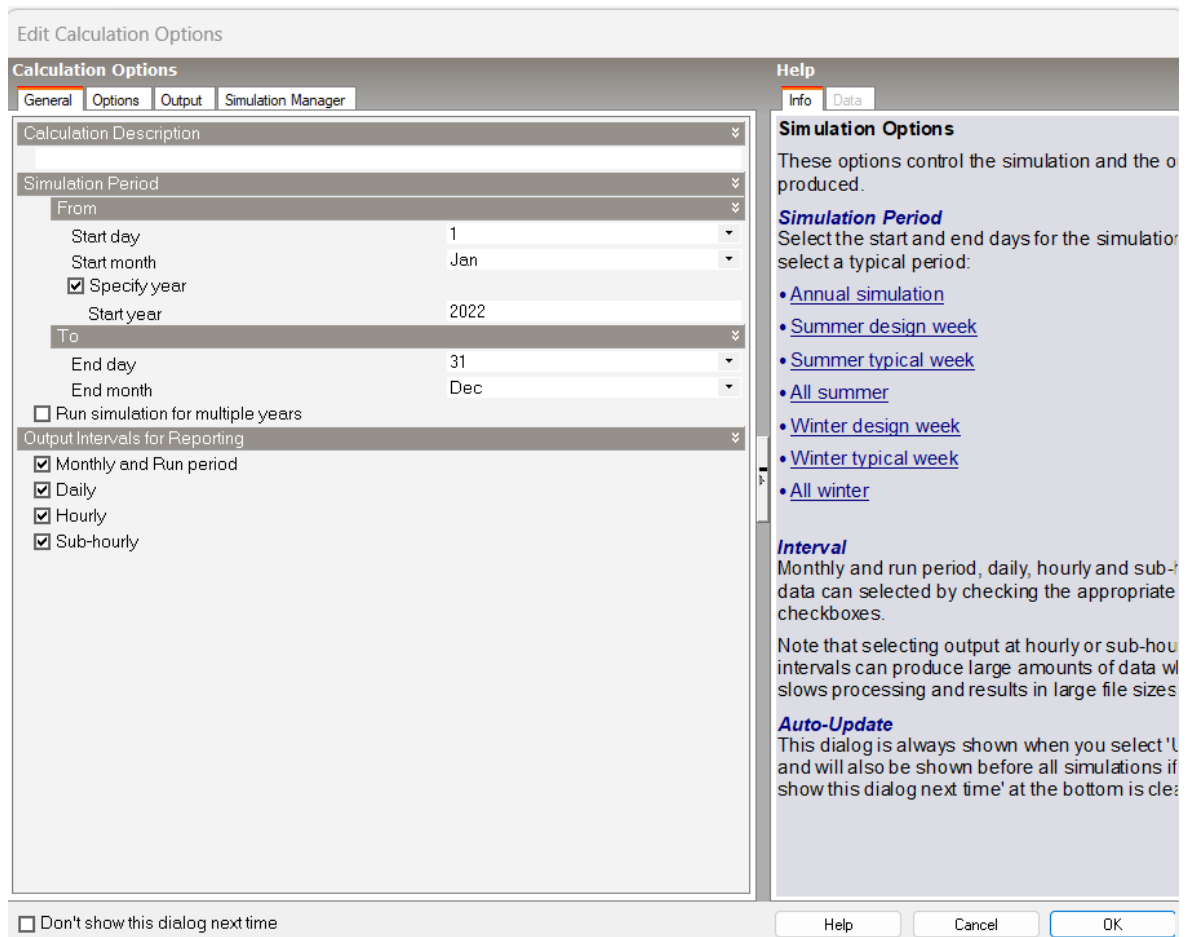 Edit Calculation Options
Calculation Options
General Options Output Simulation Manager
Calculation Description
Simulation Period
From
Start day 1
Start month Jan
Specify year
Start year 2022
To
End day 31
End month Dec
Run simulation for multiple years
Output Intervals for Reporting
Monthly and Run period
Daily
Hourly
Sub-hourly
Don't show this dialog next time
Help
Info Data
Simulation Options
These options control the simulation and the
produced.
Simulation Period
Select the start and end days for the
select a typical period:
• Annual simulation
• Summer design week
• Summer typical week
• All summer
• Winter design week
• Winter typical week
• All winter
Interval
Monthly and run period, daily, hourly and
data can selected by checking the appropriate
checkboxes.
Note that selecting output at hourly or
intervals can produce large amounts of data
slows processing and results in large file sizes
Auto-Update
This dialog is always shown when you select
and will also be shown before all simulations if
show this dialog next time' at the bottom is
Help Cancel OK